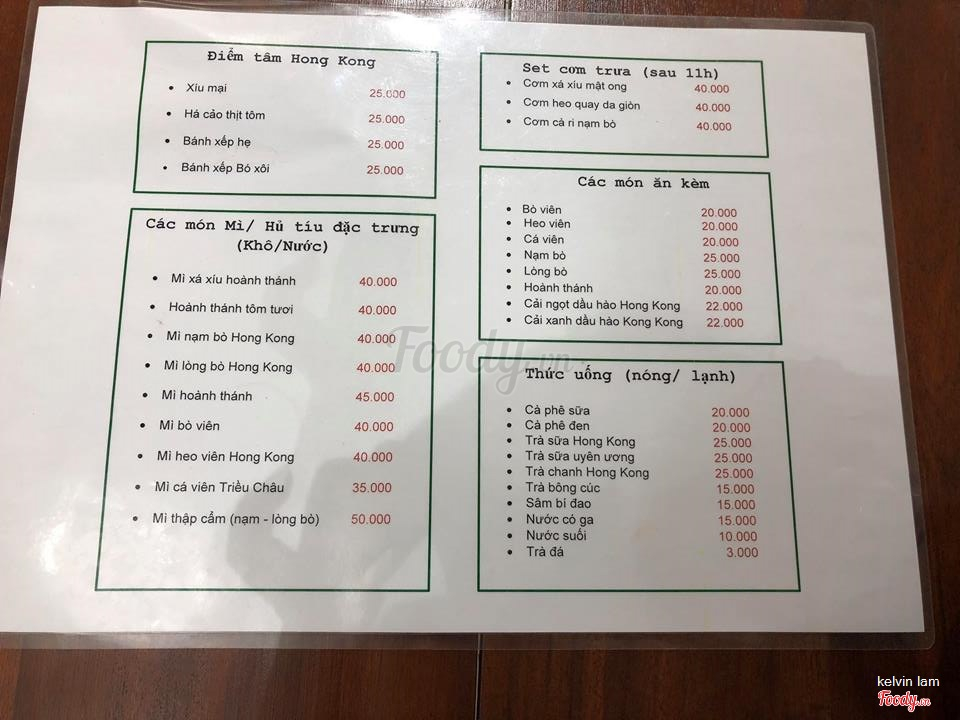 Điểm tâm Hong Kong
• Xíu mại 25.000
• Há cảo thịt tôm 25.000
• Bánh xếp hẹ 25.000
• Bánh xếp Bó xôi 25.000
Các món Mì/ Hủ tíu đặc trưng
(Khô/Nước)
• Mì xá xíu hoành thánh 40.000
• Hoành thánh tôm tươi 40.000
• Mì nạm bò Hong Kong 40.000
• Mì lòng bò Hong Kong 40.000
• Mì hoành thánh 45.000
• Mì bò viên 40.000
• Mì heo viên Hong Kong 40.000
• Mì cá viên Triều Châu 35.000
• Mì thập cẩm (nạm - lòng bò) 50.000
Set cơm trưa (sau 11h)
• Cơm xá xíu mật ong 40.000
• Cơm heo quay da giòn 40.000
• Cơm cà ri nạm bò 40.000
Các món ăn kèm
• Bò viên 20.000
• Heo viên 20.000
• Cá viên 20.000
• Nạm bò 25.000
• Lòng bò 25.000
• Hoành thánh 20.000
• Cải ngọt dầu hào Hong Kong 22.000
• Cải xanh dầu hào Kong Kong 22.000
Thức uống (nóng/ lạnh)
• Cà phê sữa 20.000
• Cà phê đen 20.000
• Trà sữa Hong Kong 25.000
• Trà sữa uyên ương 25.000
• Trà chanh Hong Kong 25.000
• Trà bông cúc 15.000
• Sâm bí đao 15.000
• Nước có ga 15.000
• Nước suối 10.000
• Trà đá 3.000
Foody.vn
kelvin lam
Foody.vn